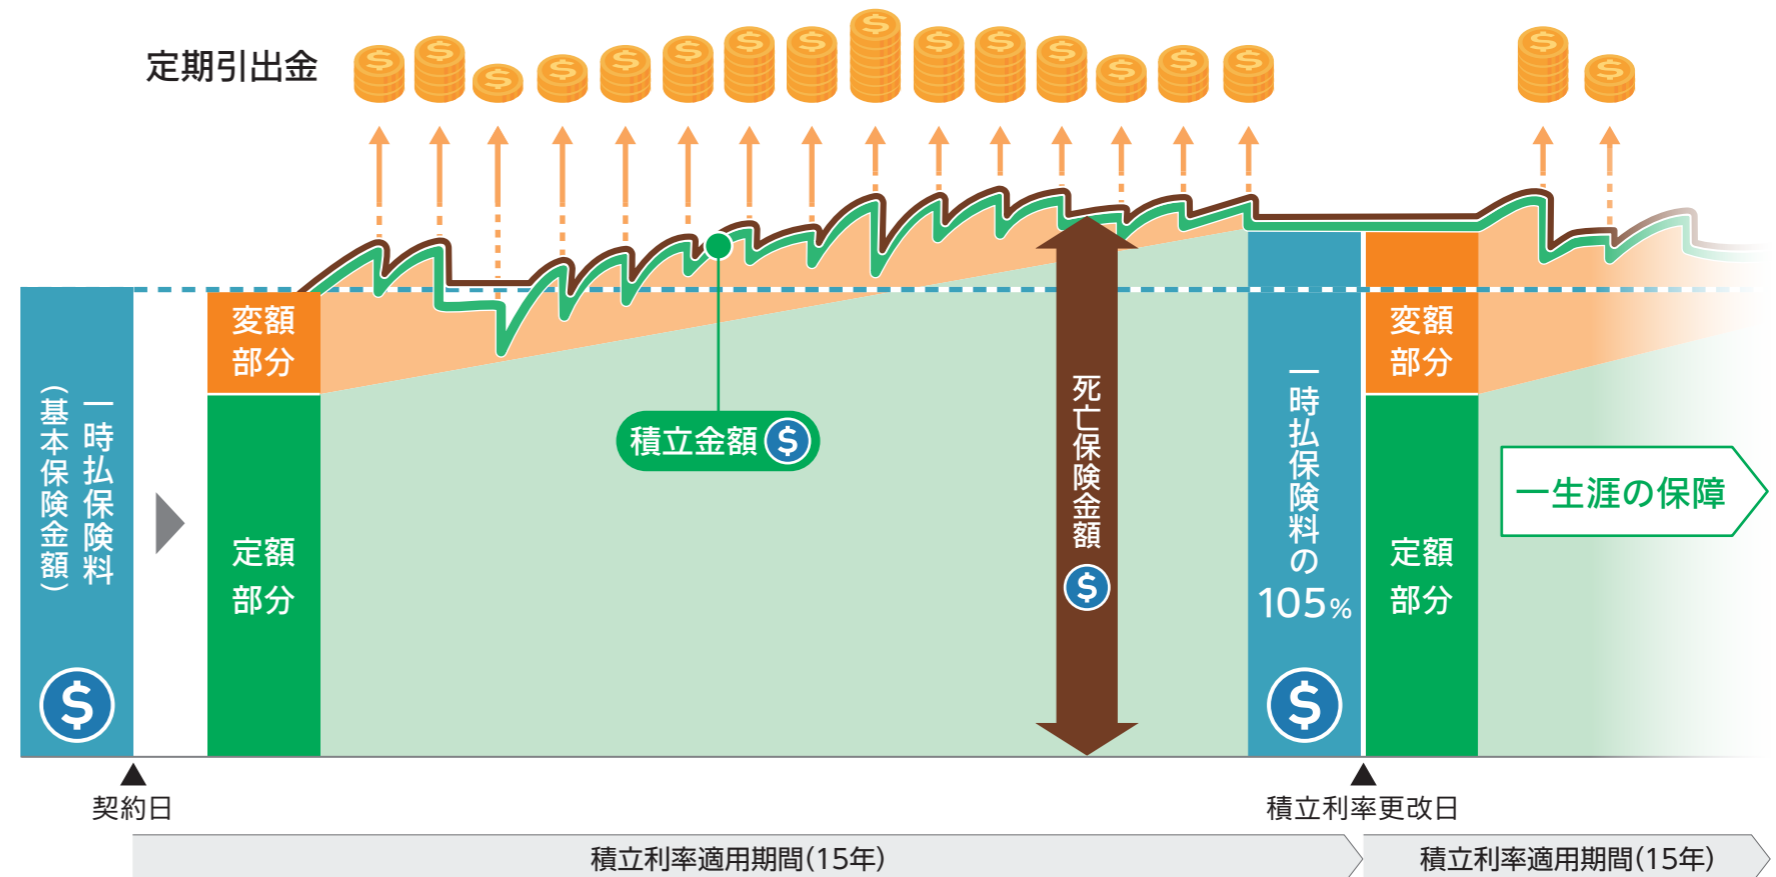 定期引出金
一時払保険料
（基本保険金額）
$
変額
部分
定額
部分
積立金額 $
死亡保険金額
$
一時払保険料の
105%
$
変額
部分
定額
部分
一生涯の保障
契約日
積立利率更改日
積立利率適用期間(15年)
積立利率適用期間(15年)